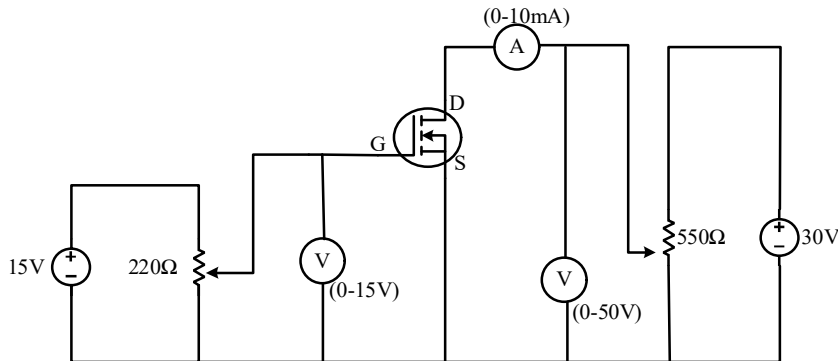 (0-10mA)
A
D
G
S
15V
220Ω
V
(0-15V)
V
(0-50V)
550Ω
30V